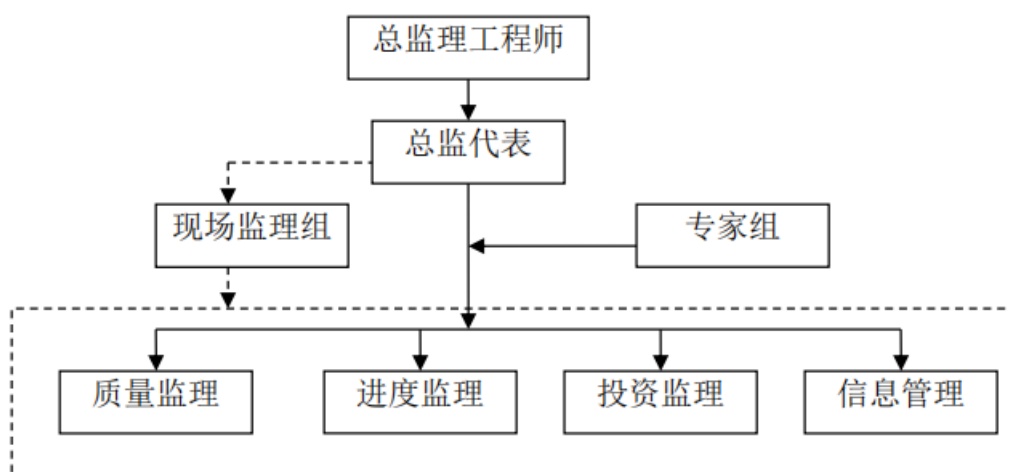 总监理工程师
总监代表
现场监理组
专家组
质量监理
进度监理
投资监理
信息管理